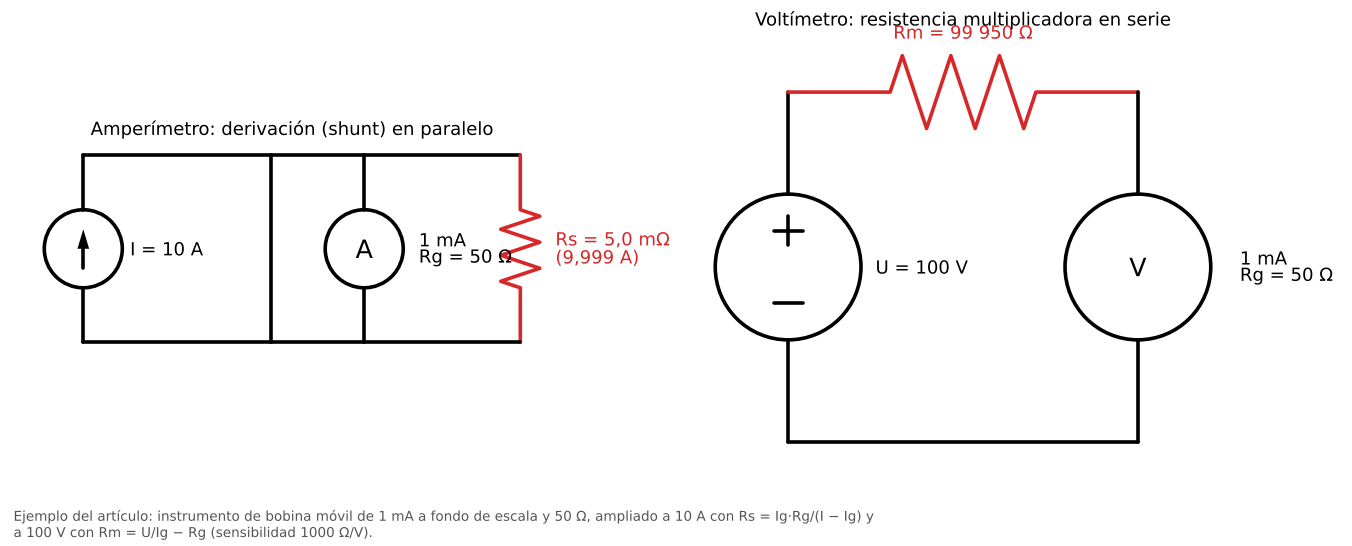 Voltímetro: resistencia multiplicadora en serie
Rm = 99 950 Ω
Amperímetro: derivación (shunt) en paralelo
I = 10 A
A
1 mA
Rg = 50 Ω
Rs = 5,0 mΩ
(9,999 A)
U = 100 V
V
1 mA
Rg = 50 Ω
Ejemplo del artículo: instrumento de bobina móvil de 1 mA a fondo de escala y 50 Ω, ampliado a 10 A con Rs = Ig·Rg/(I − Ig) y
a 100 V con Rm = U/Ig − Rg (sensibilidad 1000 Ω/V).